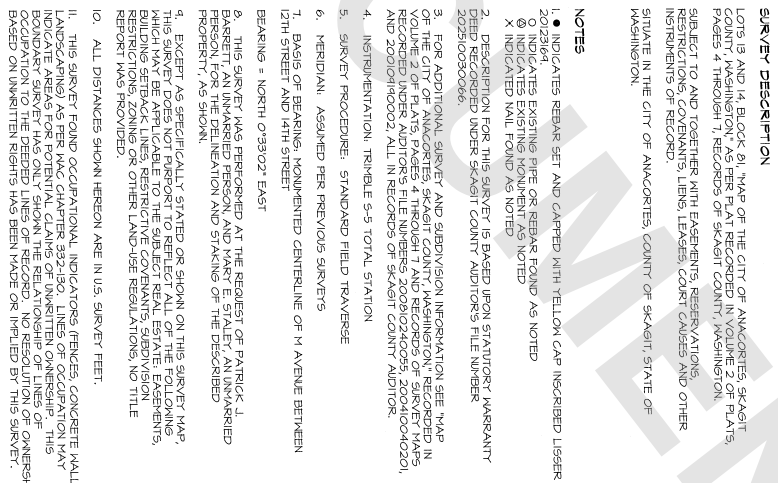 SURVEY DESCRIPTION
LOTS 13 AND 14, BLOCK 81, "MAP OF THE CITY OF ANACORTES, SKAGIT
COUNTY, WASHINGTON," AS PER PLAT RECORDED IN VOLUME 2 OF PLATS,
PAGES 4 THROUGH 7, RECORDS OF SKAGIT COUNTY, WASHINGTON.
SUBJECT TO AND TOGETHER WITH EASEMENTS, RESERVATIONS,
RESTRICTIONS, COVENANTS, LIENS, LEASES, COURT CAUSES AND OTHER
INSTRUMENTS OF RECORD.
SITUATE IN THE CITY OF ANACORTES, COUNTY OF SKAGIT, STATE OF
WASHINGTON.
NOTES
1. ● INDICATES REBAR SET AND CAPPED WITH YELLOW CAP INSCRIBED LISSER
20123169.
○ INDICATES EXISTING PIPE OR REBAR FOUND AS NOTED
INDICATES EXISTING MONUMENT AS NOTED
X INDICATED NAIL FOUND AS NOTED
2. DESCRIPTION FOR THIS SURVEY IS BASED UPON STATUTORY WARRANTY
DEED RECORDED UNDER SKAGIT COUNTY AUDITOR'S FILE NUMBER
202510030066.
3. FOR ADDITIONAL SURVEY AND SUBDIVISION INFORMATION SEE "MAP
OF THE CITY OF ANACORTES, SKAGIT COUNTY, WASHINGTON," RECORDED IN
VOLUME 2 OF PLATS, PAGES 4 THROUGH 7 AND RECORDS OF SURVEY MAPS
RECORDED UNDER AUDITOR'S FILE NUMBERS 200810240055, 200410040201,
AND 200104190002, ALL IN RECORDS OF SKAGIT COUNTY AUDITOR.
4. INSTRUMENTATION: TRIMBLE S-5 TOTAL STATION
5. SURVEY PROCEDURE: STANDARD FIELD TRAVERSE
6. MERIDIAN: ASSUMED PER PREVIOUS SURVEYS
7. BASIS OF BEARING: MONUMENTED CENTERLINE OF M AVENUE BETWEEN
12TH STREET AND 14TH STREET
BEARING = NORTH 0°33'02" EAST
8. THIS SURVEY WAS PERFORMED AT THE REQUEST OF PATRICK J.
BARRETT, AN UNMARRIED PERSON, AND MARY E. STALEY, AN UNMARRIED
PERSON, FOR THE DELINEATION AND STAKING OF THE DESCRIBED
PROPERTY, AS SHOWN.
9. EXCEPT AS SPECIFICALLY STATED OR SHOWN ON THIS SURVEY MAP,
THIS SURVEY DOES NOT PURPORT TO REFLECT ALL OF THE FOLLOWING
WHICH MAY BE APPLICABLE TO THE SUBJECT REAL ESTATE: EASEMENTS,
BUILDING SETBACK LINES, RESTRICTIVE COVENANTS, SUBDIVISION
RESTRICTIONS, ZONING OR OTHER LAND-USE REGULATIONS, NO TITLE
REPORT WAS PROVIDED.
10. ALL DISTANCES SHOWN HEREON ARE IN U.S. SURVEY FEET.
11. THIS SURVEY FOUND OCCUPATIONAL INDICATORS (FENCES, CONCRETE WALL
LANDSCAPING) AS PER WAC CHAPTER 332-130. LINES OF OCCUPATION MAY
INDICATE AREAS FOR POTENTIAL CLAIMS OF UNWRITTEN OWNERSHIP. THIS
BOUNDARY SURVEY HAS ONLY SHOWN THE RELATIONSHIP OF LINES OF
OCCUPATION TO THE DEEDED LINES OF RECORD. NO RESOLUTION OF OWNERSH
BASED ON UNWRITTEN RIGHTS HAS BEEN MADE OR IMPLIED BY THIS SURVEY.